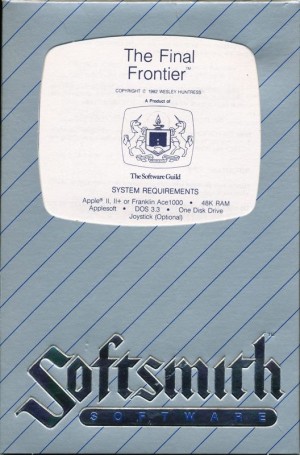 The Final
Frontier™
COPYRIGHT © 1982 WESLEY HUNTRESS
A Product of
The Software Guild
SYSTEM REQUIREMENTS
Apple® II, II+ or Franklin Ace1000 • 48K RAM
Applesoft • DOS 3.3 • One Disk Drive
Joystick (Optional)
Softsmith™
SOFTWARE